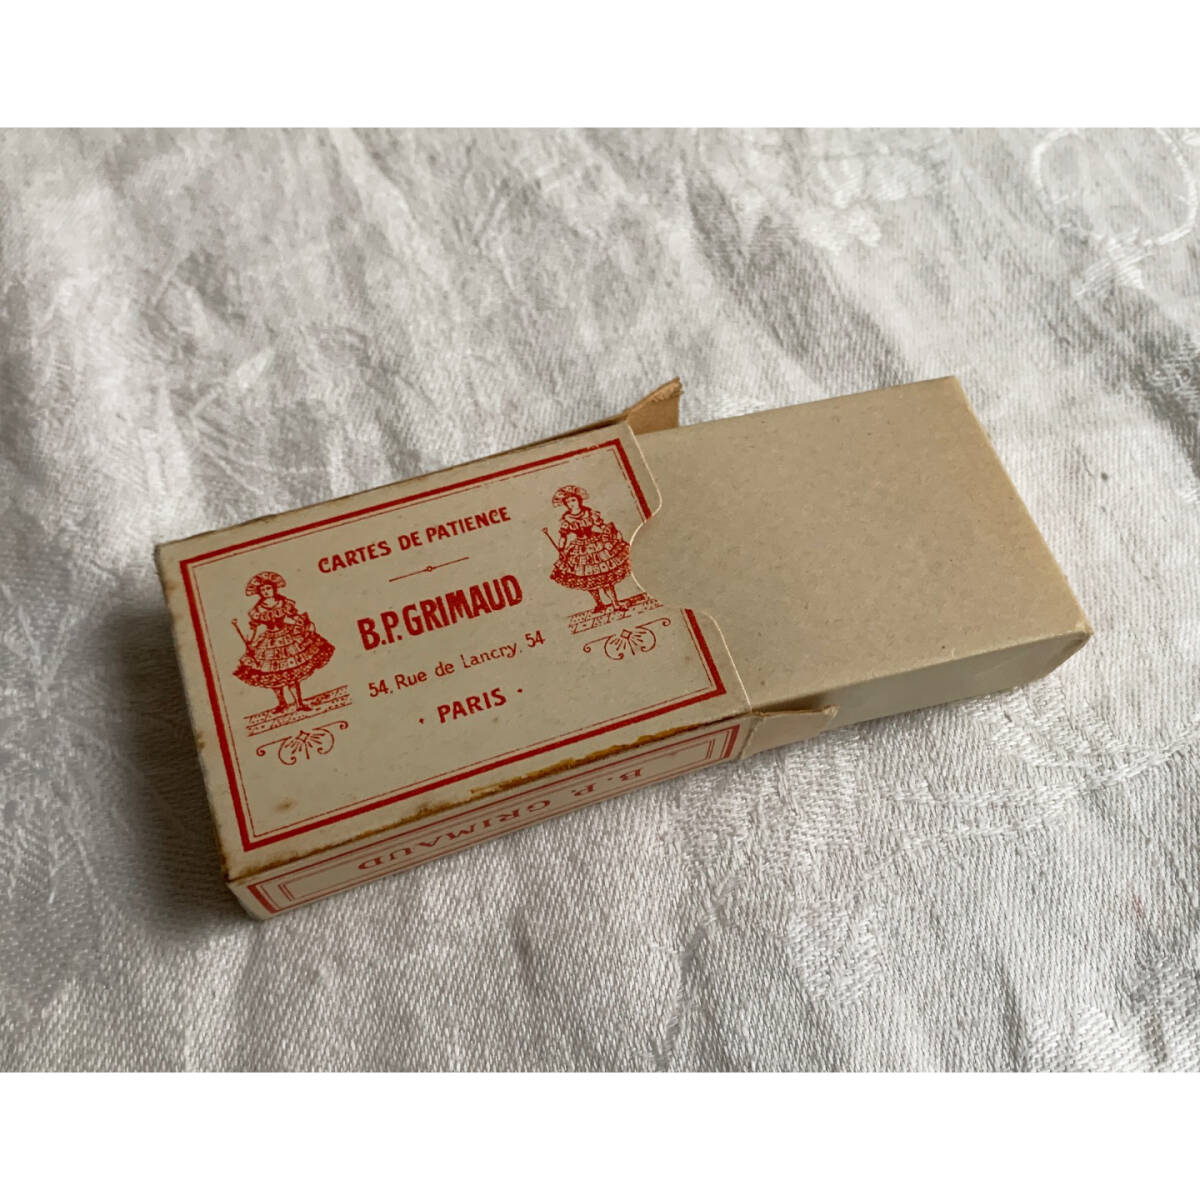 CARTES DE PATIENCE
B.P. GRIMAUD
54, Rue de Lancry, 54
· PARIS ·
B. P. GRIMAUD